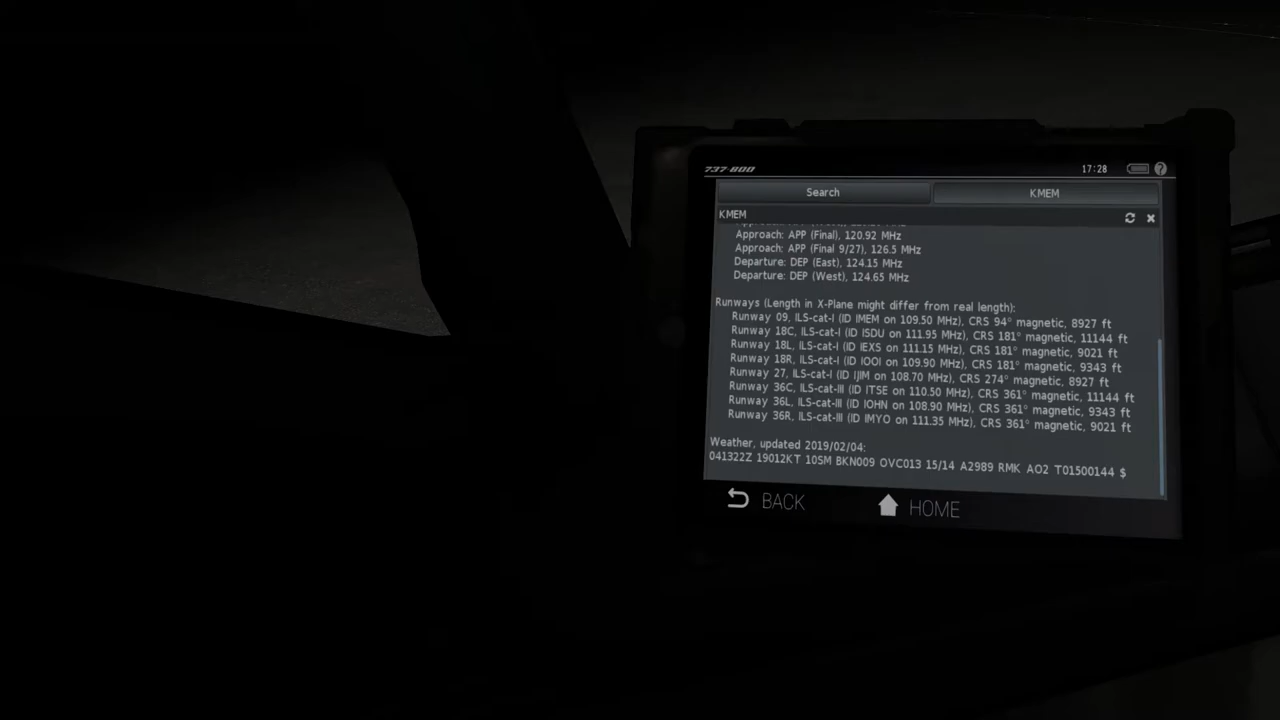 737-800
17:28
?
Search
KMEM
KMEM
Approach: APP (Final), 120.92 MHz
Approach: APP (Final 9/27), 126.5 MHz
Departure: DEP (East), 124.15 MHz
Departure: DEP (West), 124.65 MHz
Runways (Length in X-Plane might differ from real length):
Runway 09, ILS-cat-I (ID IMEM on 109.50 MHz), CRS 94° magnetic, 8927 ft
Runway 18C, ILS-cat-I (ID ISDU on 111.95 MHz), CRS 181° magnetic, 11144 ft
Runway 18L, ILS-cat-I (ID IEXS on 111.15 MHz), CRS 181° magnetic, 9021 ft
Runway 18R, ILS-cat-I (ID IOOI on 109.90 MHz), CRS 181° magnetic, 9343 ft
Runway 27, ILS-cat-I (ID IJIM on 108.70 MHz), CRS 274° magnetic, 8927 ft
Runway 36C, ILS-cat-III (ID ITSE on 110.50 MHz), CRS 361° magnetic, 11144 ft
Runway 36L, ILS-cat-III (ID IOHN on 108.90 MHz), CRS 361° magnetic, 9343 ft
Runway 36R, ILS-cat-III (ID IMYO on 111.35 MHz), CRS 361° magnetic, 9021 ft
Weather, updated 2019/02/04:
041322Z 19012KT 10SM BKN009 OVC013 15/14 A2989 RMK AO2 T01500144 $
BACK
HOME